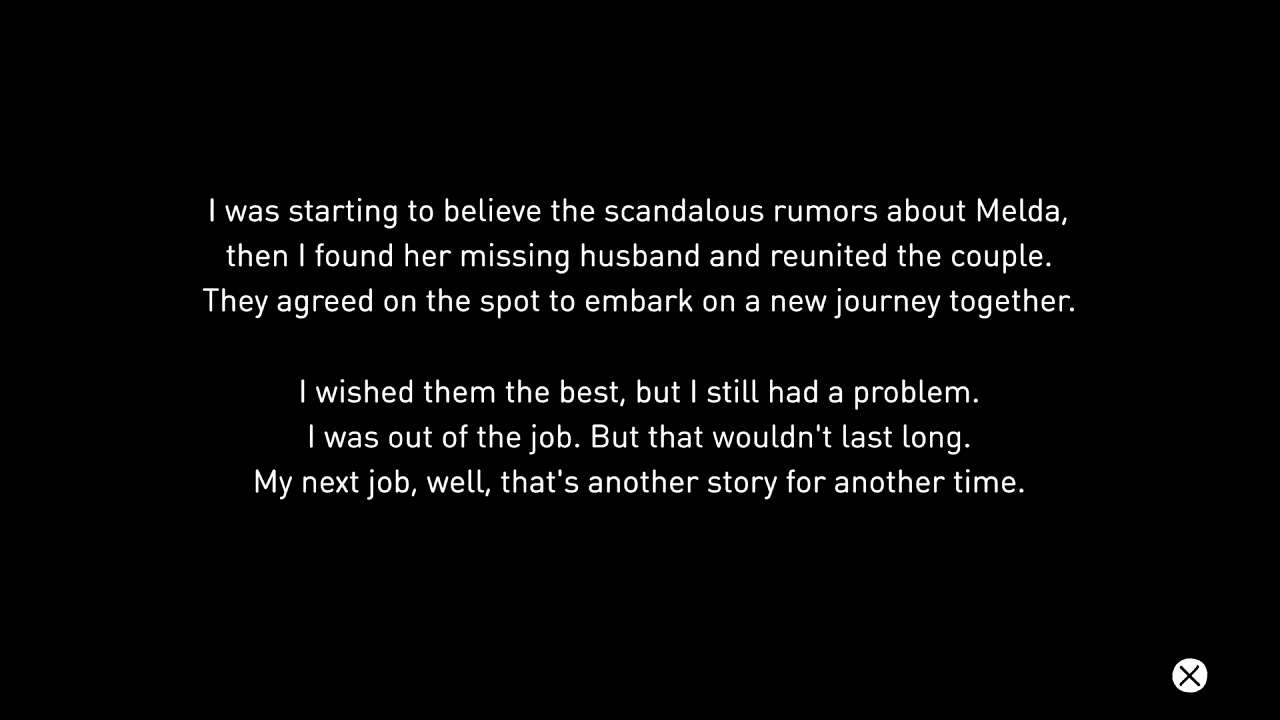 I was starting to believe the scandalous rumors about Melda,
then I found her missing husband and reunited the couple.
They agreed on the spot to embark on a new journey together.
I wished them the best, but I still had a problem.
I was out of the job. But that wouldn't last long.
My next job, well, that's another story for another time.